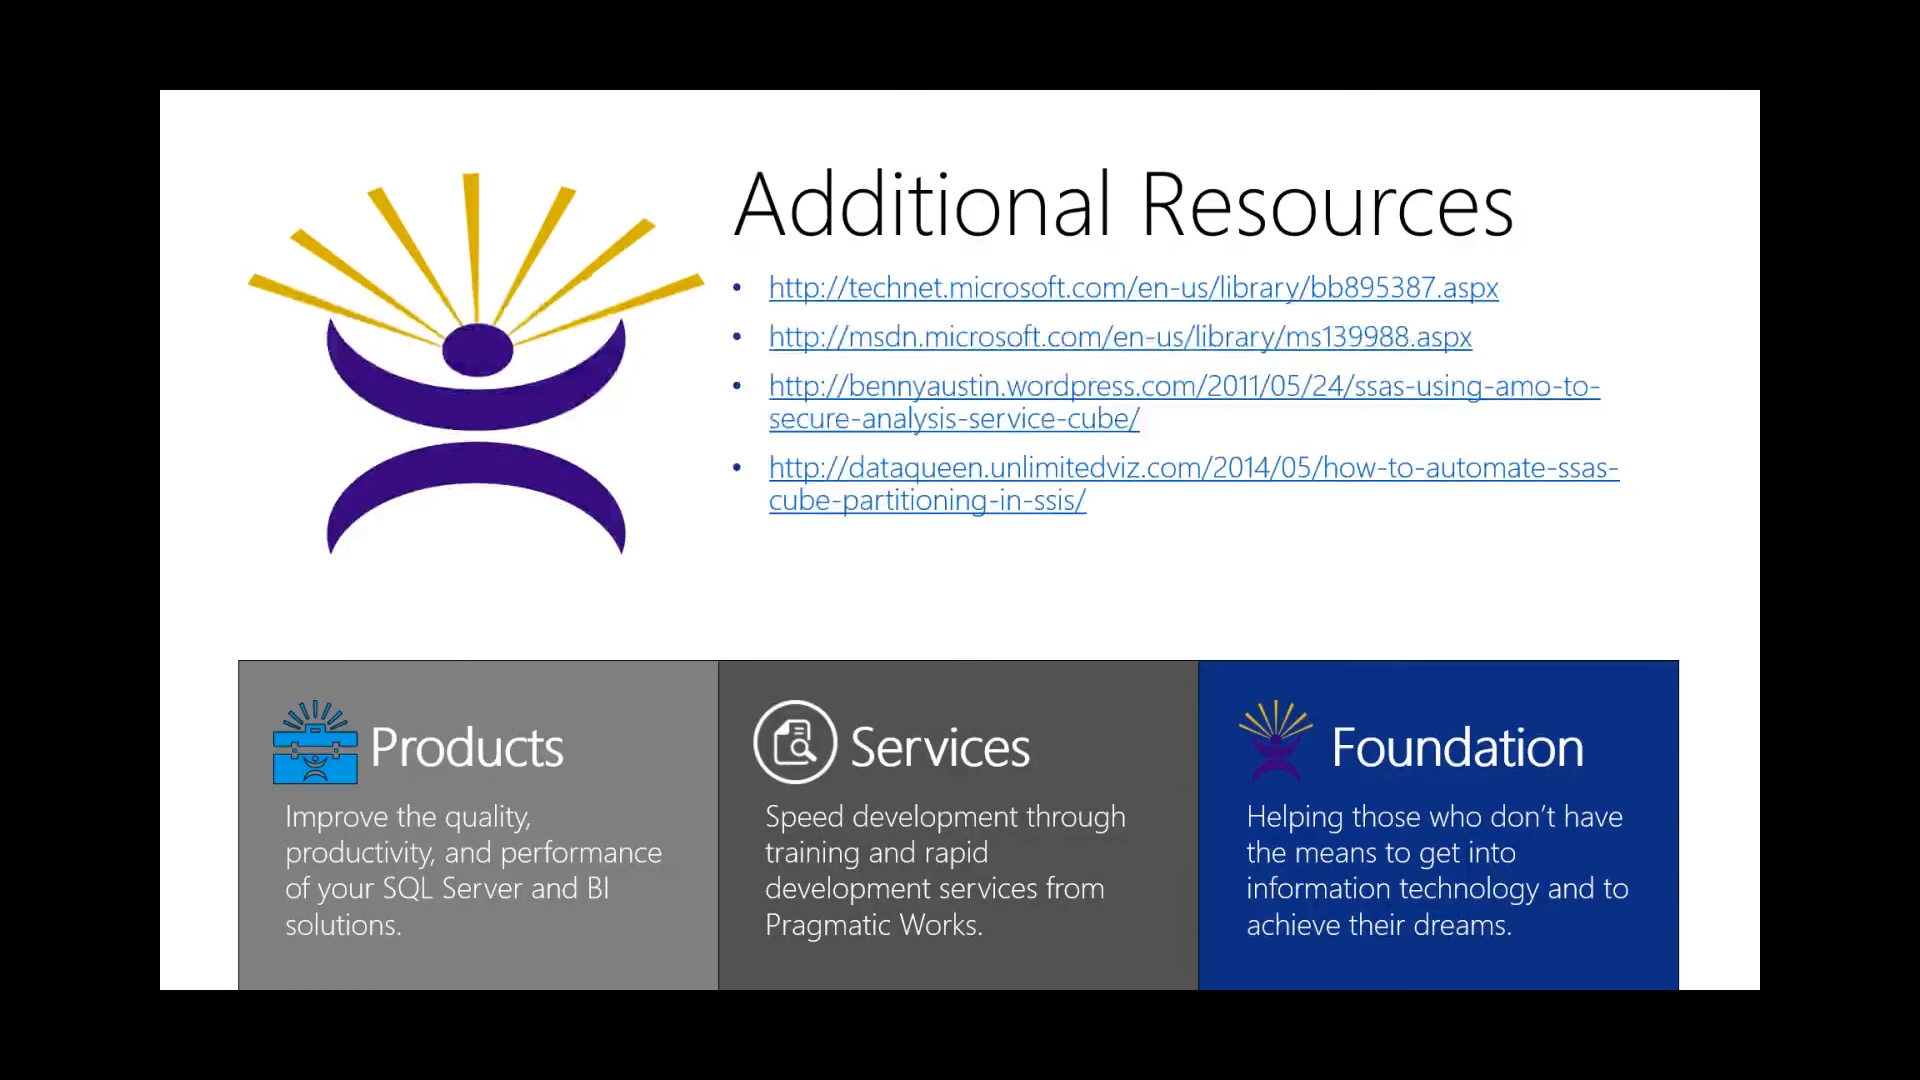 Additional Resources
• http://technet.microsoft.com/en-us/library/bb895387.aspx
• http://msdn.microsoft.com/en-us/library/ms139988.aspx
• http://bennyaustin.wordpress.com/2011/05/24/ssas-using-amo-to-
secure-analysis-service-cube/
• http://dataqueen.unlimitedviz.com/2014/05/how-to-automate-ssas-
cube-partitioning-in-ssis/
Products
Improve the quality,
productivity, and performance
of your SQL Server and BI
solutions.
Services
Speed development through
training and rapid
development services from
Pragmatic Works.
Foundation
Helping those who don’t have
the means to get into
information technology and to
achieve their dreams.